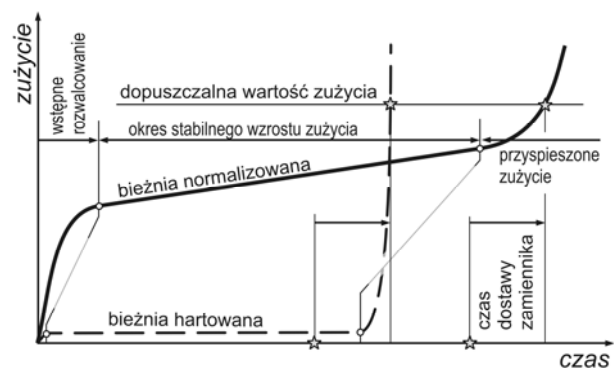 zużycie
wstępne
rozwalcowanie
dopuszczalna wartość zużycia
okres stabilnego wzrostu zużycia
przyspieszone
zużycie
bieżnia normalizowana
bieżnia hartowana
czas
dostawy
zamiennika
czas